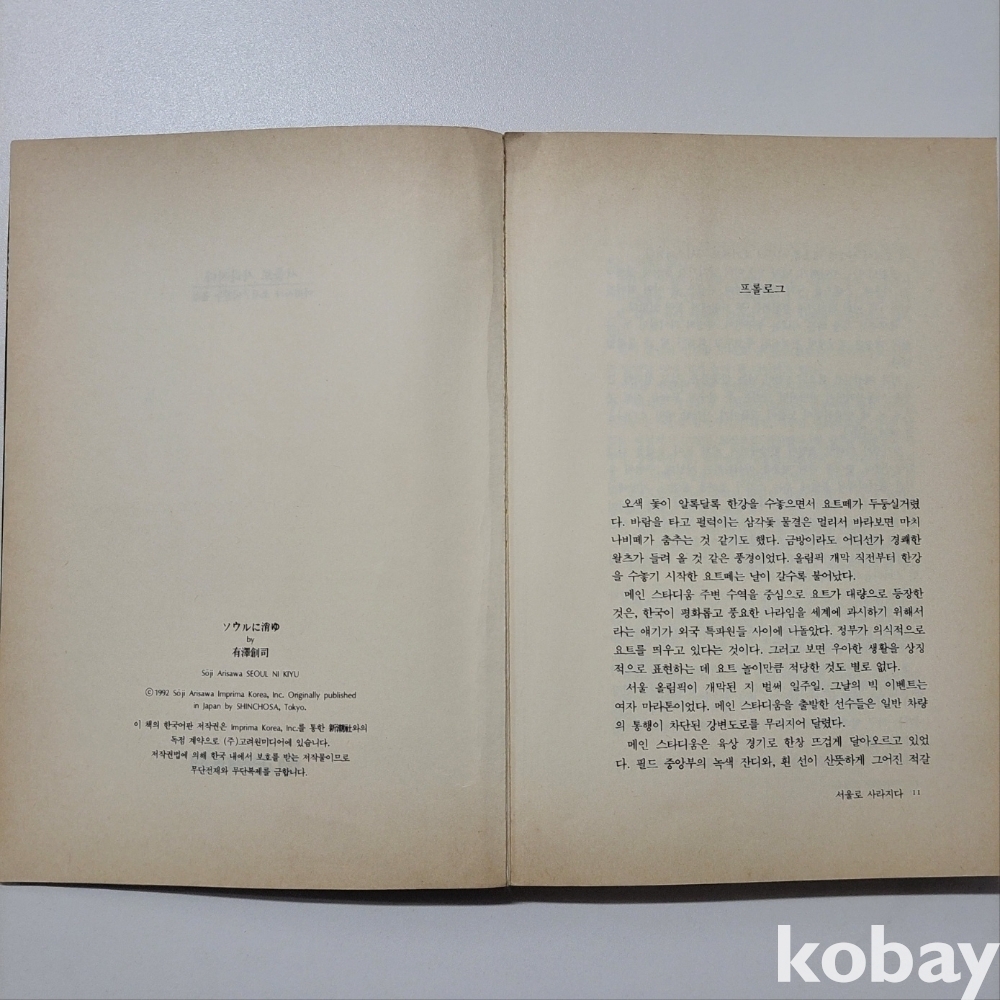 ソウルに消ゆ
by
有澤創司
Sōji Arisawa SEOUL NI KIYU
ⓒ1992 Sōji Arisawa Imprima Korea, Inc. Originally published
in Japan by SHINCHOSA, Tokyo.
이 책의 한국어판 저작권은 Imprima Korea, Inc.를 통한 新潮社와의
독점 계약으로 (주)고려원미디어에 있습니다.
저작권법에 의해 한국 내에서 보호를 받는 저작물이므로
무단전재와 무단복제를 금합니다.
프롤로그
오색 돛이 알록달록 한강을 수놓으면서 요트떼가 두둥실거렸
다. 바람을 타고 펄럭이는 삼각돛 물결은 멀리서 바라보면 마치
나비떼가 춤추는 것 같기도 했다. 금방이라도 어디선가 경쾌한
왈츠가 들려 올 것 같은 풍경이었다. 올림픽 개막 직전부터 한강
을 수놓기 시작한 요트떼는 날이 갈수록 불어났다.
메인 스타디움 주변 수역을 중심으로 요트가 대량으로 등장한
것은, 한국이 평화롭고 풍요한 나라임을 세계에 과시하기 위해서
라는 얘기가 외국 특파원들 사이에 나돌았다. 정부가 의식적으로
요트를 띄우고 있다는 것이다. 그러고 보면 우아한 생활을 상징
적으로 표현하는 데 요트 놀이만큼 적당한 것도 별로 없다.
서울 올림픽이 개막된 지 벌써 일주일, 그날의 빅 이벤트는
여자 마라톤이었다. 메인 스타디움을 출발한 선수들은 일반 차량
의 통행이 차단된 강변도로를 무리지어 달렸다.
메인 스타디움은 육상 경기로 한창 뜨겁게 달아오르고 있었
다. 필드 중앙부의 녹색 잔디와, 흰 선이 산뜻하게 그어진 적갈
서울로 사라지다 11
kobay